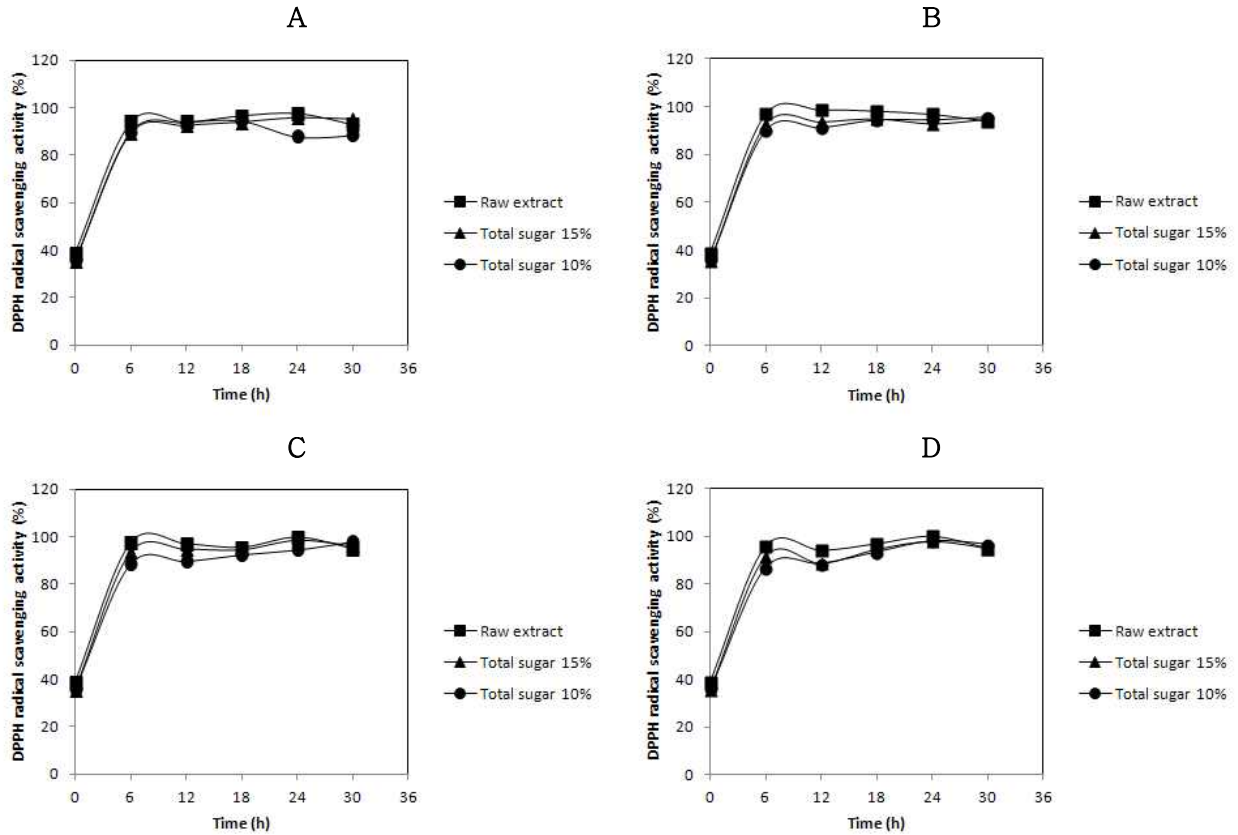 A
DPPH radical scavenging activity (%)
120
100
80
60
40
20
0
0 6 12 18 24 30 36
Time (h)
Raw extract
Total sugar 15%
Total sugar 10%
B
DPPH radical scavenging activity (%)
120
100
80
60
40
20
0
0 6 12 18 24 30 36
Time (h)
Raw extract
Total sugar 15%
Total sugar 10%
C
DPPH radical scavenging activity (%)
120
100
80
60
40
20
0
0 6 12 18 24 30 36
Time (h)
Raw extract
Total sugar 15%
Total sugar 10%
D
DPPH radical scavenging activity (%)
120
100
80
60
40
20
0
0 6 12 18 24 30 36
Time (h)
Raw extract
Total sugar 15%
Total sugar 10%